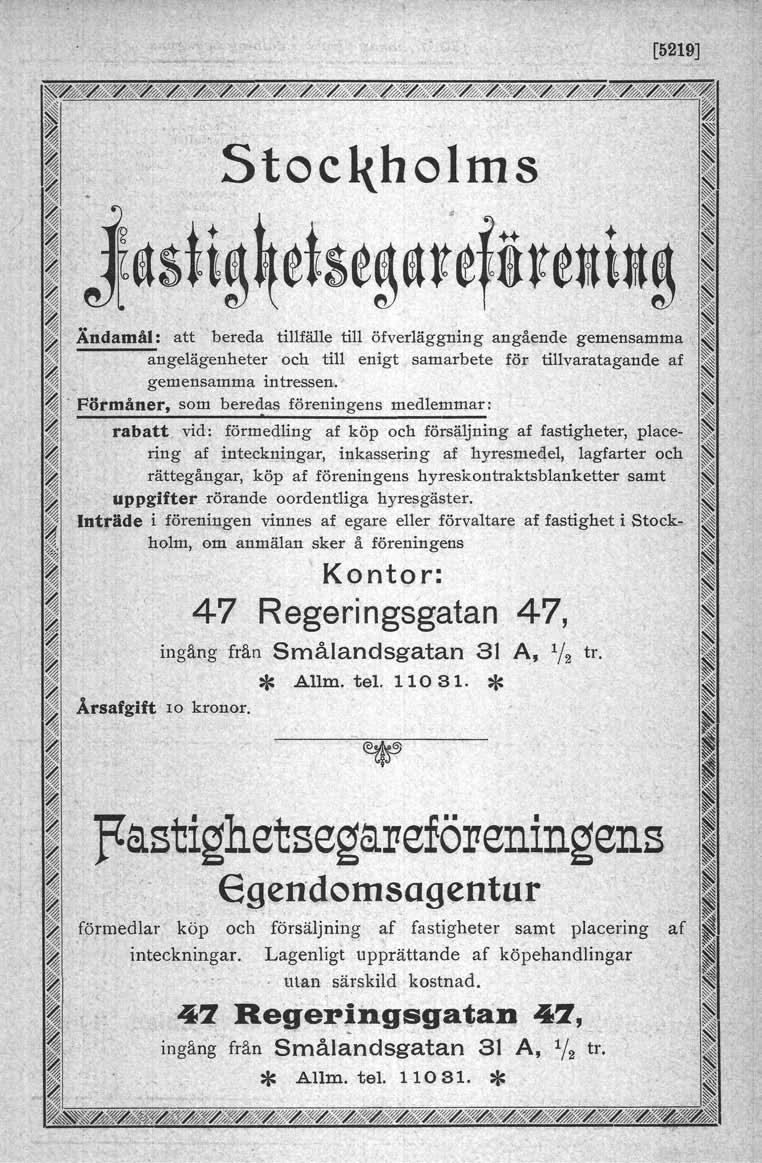 [5219]
Stockholms
Fastighetsegareförening
Ändamål: att bereda tillfälle till öfverläggning angående gemensamma
angelägenheter och till enigt samarbete för tillvaratagande af
gemensamma intressen.
Förmåner, som beredas föreningens medlemmar:
rabatt vid: förmedling af köp och försäljning af fastigheter, place-
ring af inteckningar, inkassering af hyresmedel, lagfarter och
rättegångar, köp af föreningens hyreskontraktsblanketter samt
uppgifter rörande oordentliga hyresgäster.
Inträde i föreningen vinnes af egare eller förvaltare af fastighet i Stock-
holm, om anmälan sker å föreningens
Kontor:
47 Regeringsgatan 47,
ingång från Smålandsgatan 31 A, 1/2 tr.
* Allm. tel. 110 31. *
Årsafgift 10 kronor.
Fastighetsegareföreningens
Egendomsagentur
förmedlar köp och försäljning af fastigheter samt placering af
inteckningar. Lagenligt upprättande af köpehandlingar
utan särskild kostnad.
47 Regeringsgatan 47,
ingång från Smålandsgatan 31 A, 1/2 tr.
* Allm. tel. 110 31. *